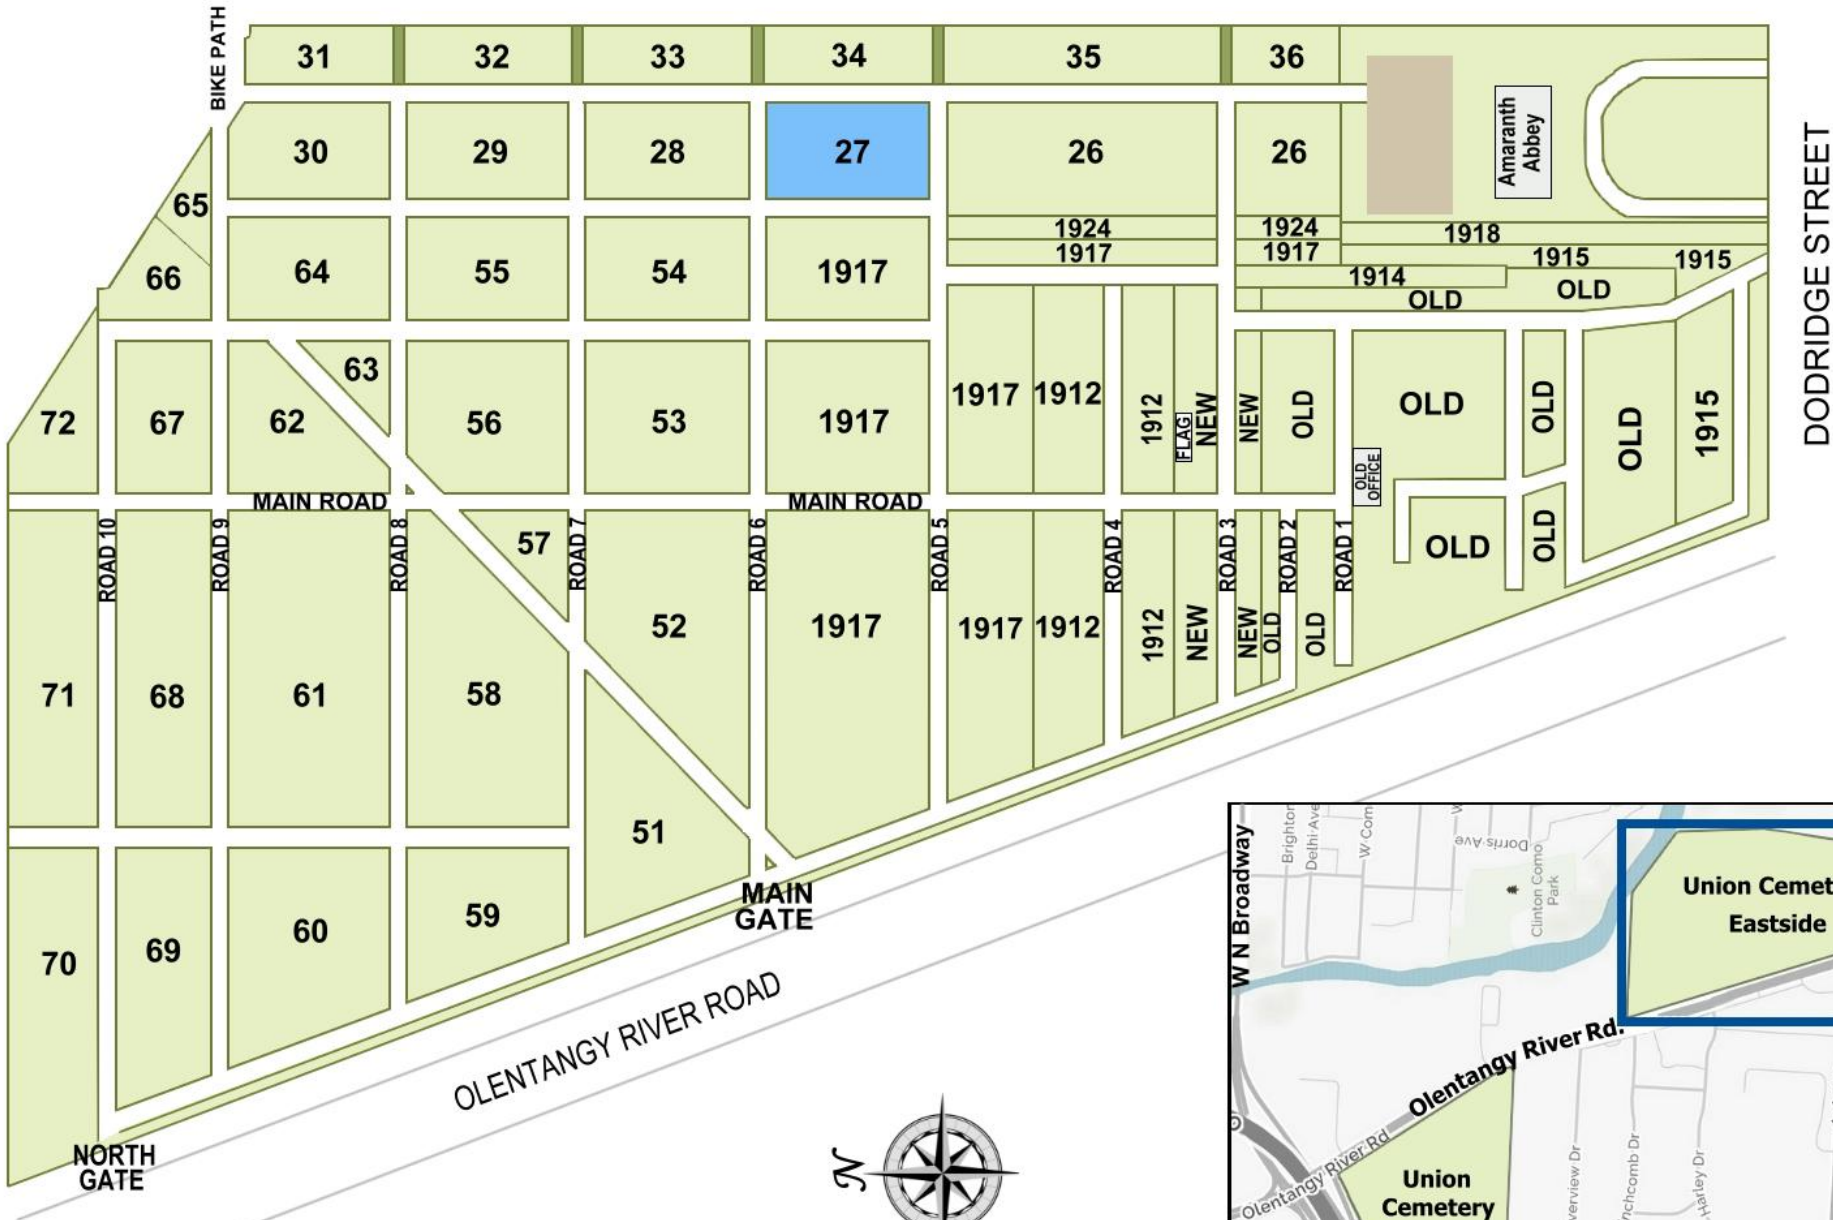 BIKE PATH
31
32
33
34
35
36
30
29
28
27
26
26
Amaranth
Abbey
DODRIDGE STREET
65
66
64
55
54
1917
1924
1917
1924
1917
1918
1915
1915
1914
OLD
OLD
63
72
67
62
56
53
1917
1917
1912
1912
FLAG
NEW
NEW
OLD
OLD
OLD
OLD
1915
OLD
OFFICE
MAIN ROAD
MAIN ROAD
ROAD 10
ROAD 9
ROAD 8
57
ROAD 7
ROAD 6
ROAD 5
ROAD 4
ROAD 3
ROAD 2
ROAD 1
OLD
OLD
71
68
61
58
52
1917
1917
1912
1912
NEW
NEW
OLD
OLD
51
70
69
60
59
MAIN
GATE
NORTH
GATE
OLENTANGY RIVER ROAD
N
W N Broadway
Brighton
Delhi Ave
W Com
W
Dorris Ave
Clinton Como
Park
Union Cemet
Eastside
Olentangy River Rd.
Olentangy River Rd
Union
Cemetery
erview Dr
nchcomb Dr
Harley Dr